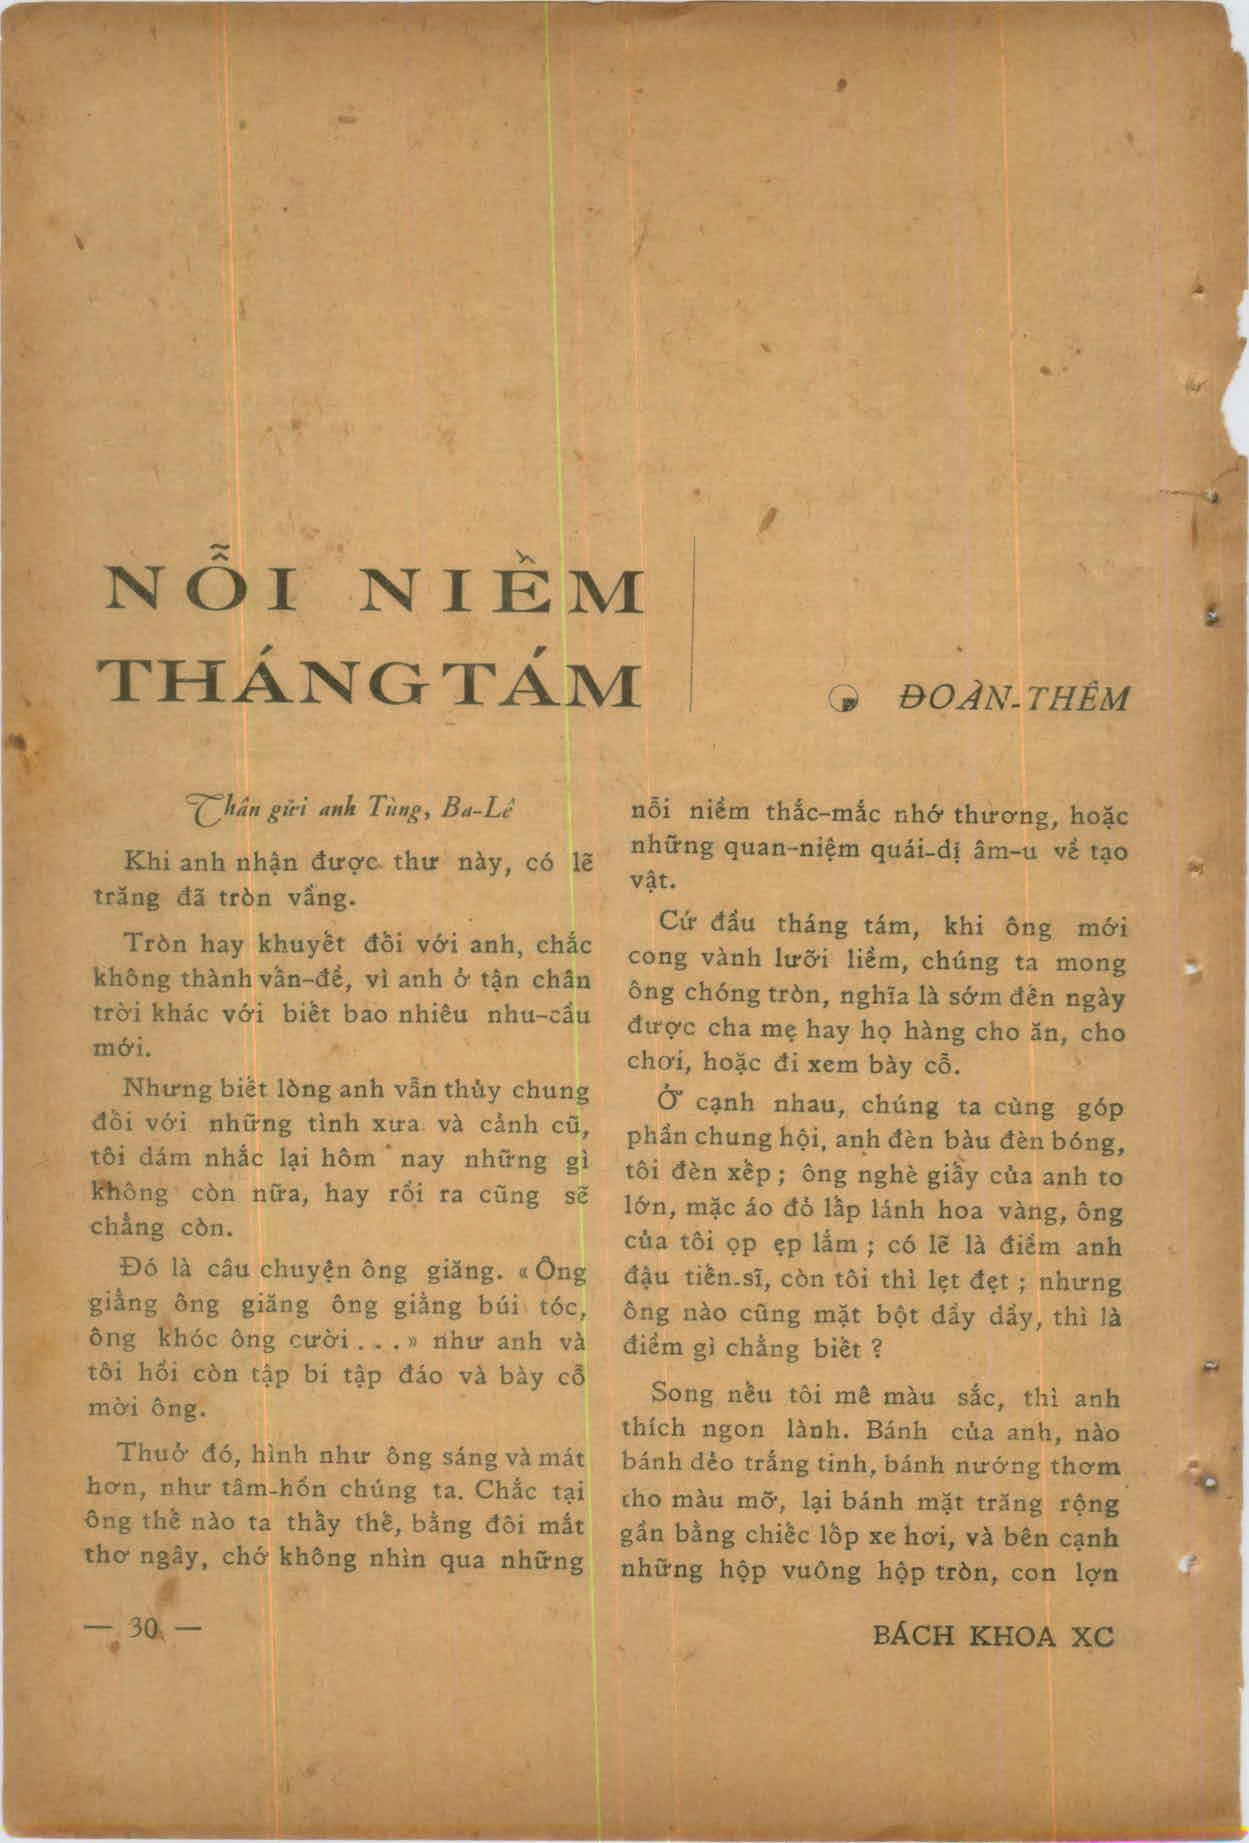 NỖI NIỀM
THÁNG TÁM
ĐOÀN-THÊM
Thân gửi anh Tùng, Ba-Lê
Khi anh nhận được thư này, có lẽ
trăng đã tròn vầng.
Tròn hay khuyết đối với anh, chắc
không thành vấn-đề, vì anh ở tận chân
trời khác với biết bao nhiêu nhu-cầu
mới.
Nhưng biết lòng anh vẫn thủy chung
đối với những tình xưa và cảnh cũ,
tôi dám nhắc lại hôm nay những gì
không còn nữa, hay rồi ra cũng sẽ
chẳng còn.
Đó là câu chuyện ông giăng. «Ông
giẳng ông giăng ông giằng búi tóc,
ông khóc ông cười...» như anh và
tôi hồi còn tập bi tập đáo và bày cỗ
mời ông.
Thuở đó, hình như ông sáng và mát
hơn, như tâm-hồn chúng ta. Chắc tại
ông thế nào ta thấy thế, bằng đôi mắt
thơ ngây, chớ không nhìn qua những
nỗi niềm thắc-mắc nhớ thương, hoặc
những quan-niệm quái-dị âm-u về tạo
vật.
Cứ đầu tháng tám, khi ông mới
cong vành lưỡi liềm, chúng ta mong
ông chóng tròn, nghĩa là sớm đến ngày
được cha mẹ hay họ hàng cho ăn, cho
chơi, hoặc đi xem bày cỗ.
Ở cạnh nhau, chúng ta cùng góp
phần chung hội, anh đèn bàu đèn bóng,
tôi đèn xếp ; ông nghè giấy của anh to
lớn, mặc áo đỏ lấp lánh hoa vàng, ông
của tôi ọp ẹp lắm ; có lẽ là điềm anh
đậu tiến-sĩ, còn tôi thì lẹt đẹt ; nhưng
ông nào cũng mặt bột dầy dầy, thì là
điềm gì chẳng biết ?
Song nếu tôi mê màu sắc, thì anh
thích ngon lành. Bánh của anh, nào
bánh dẻo trắng tinh, bánh nướng thơm
tho màu mỡ, lại bánh mặt trăng rộng
gần bằng chiếc lốp xe hơi, và bên cạnh
những hộp vuông hộp tròn, con lợn
— 30 —
BÁCH KHOA XC